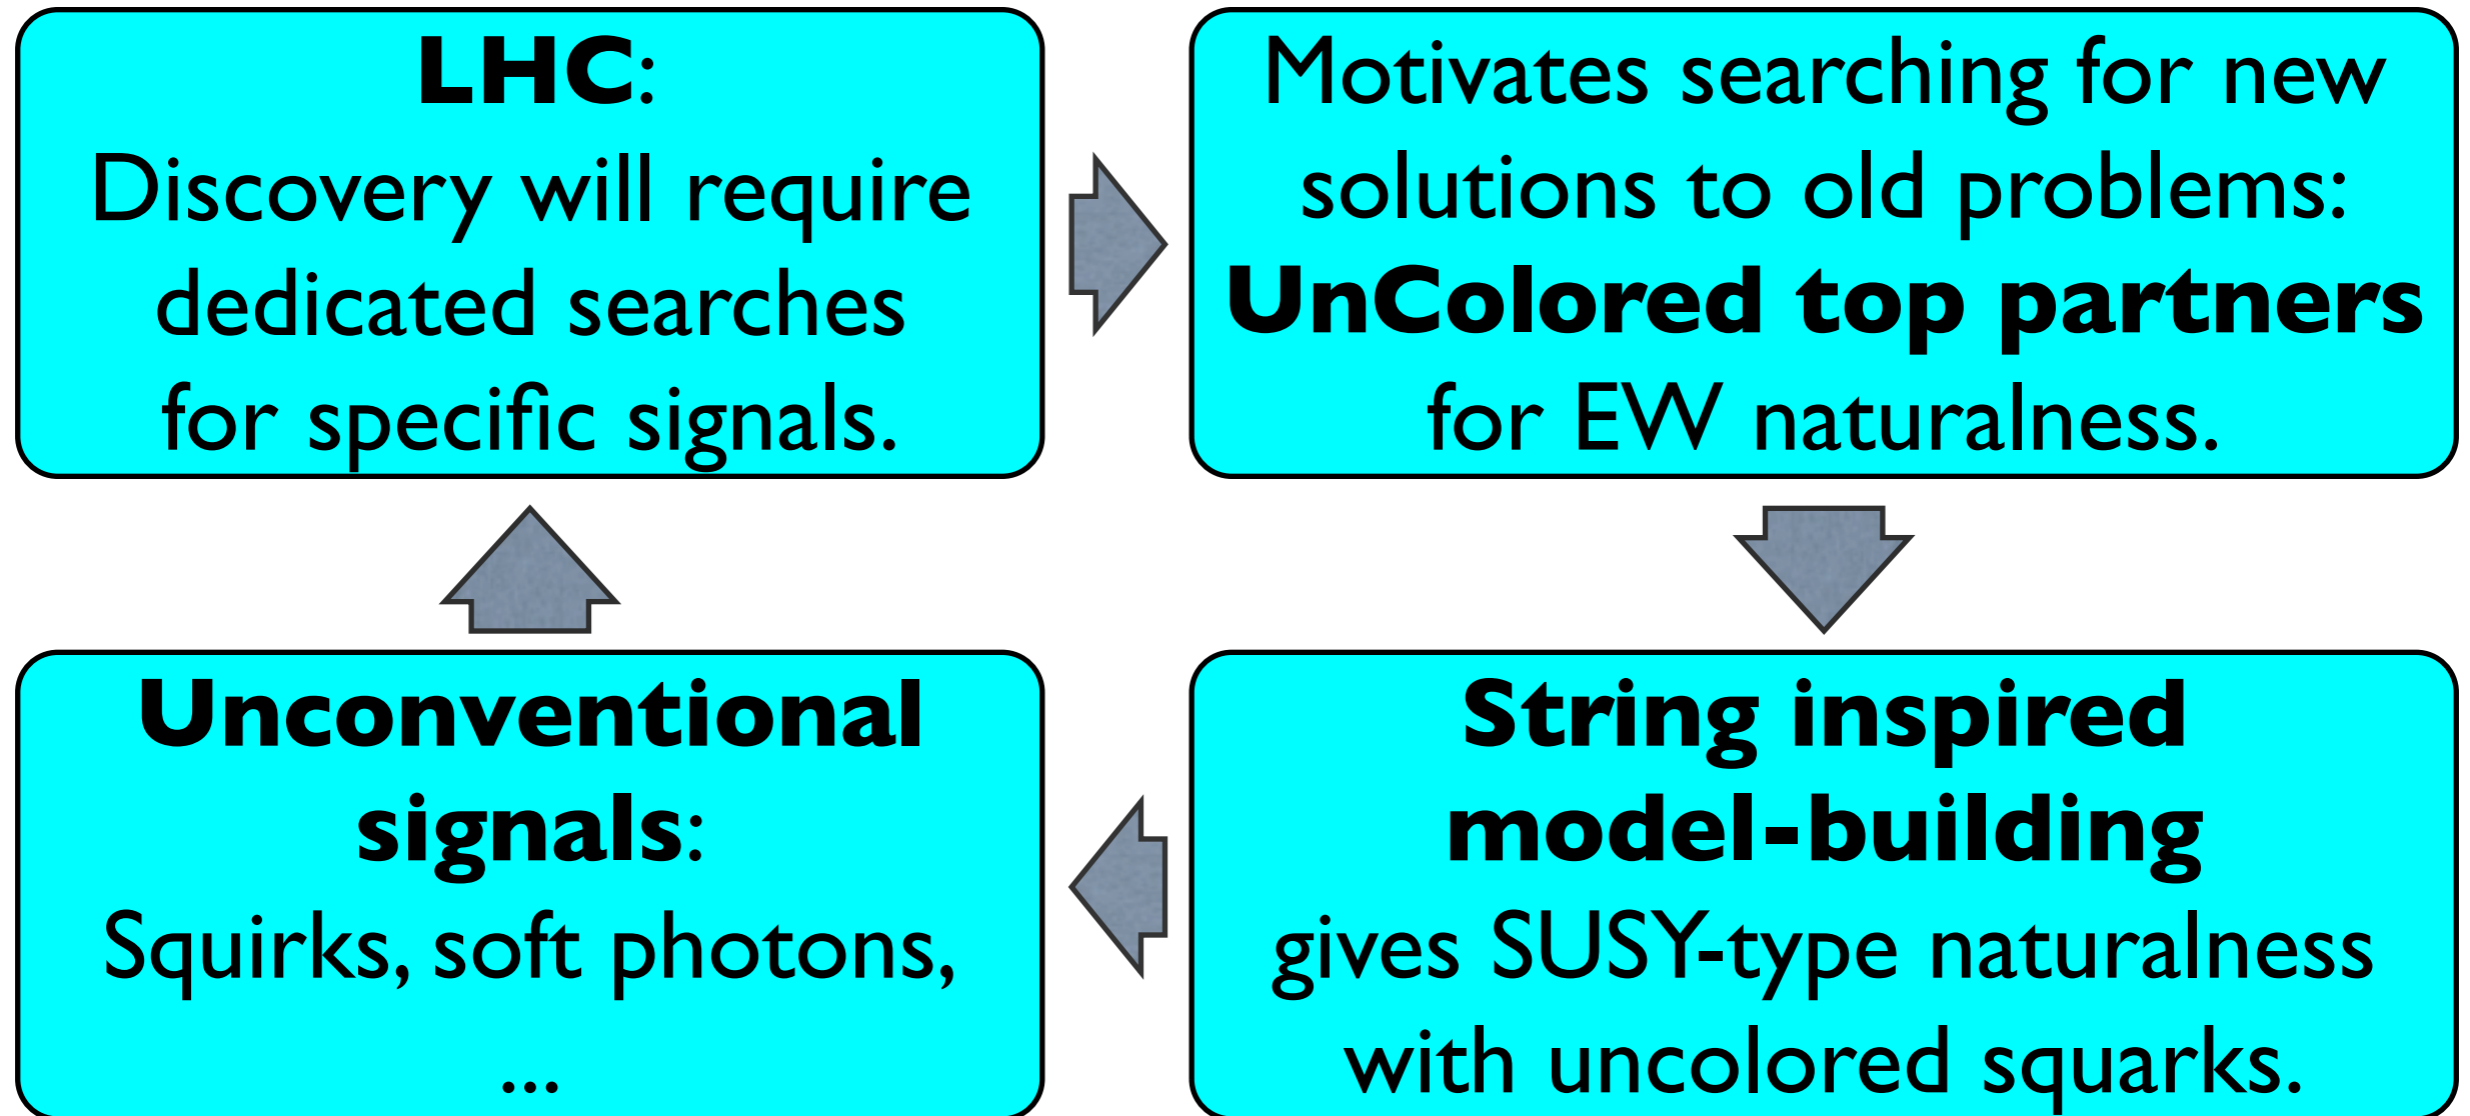 LHC:
Discovery will require
dedicated searches
for specific signals.
Motivates searching for new
solutions to old problems:
UnColored top partners
for EW naturalness.
Unconventional
signals:
Squirks, soft photons,
...
String inspired
model-building
gives SUSY-type naturalness
with uncolored squarks.